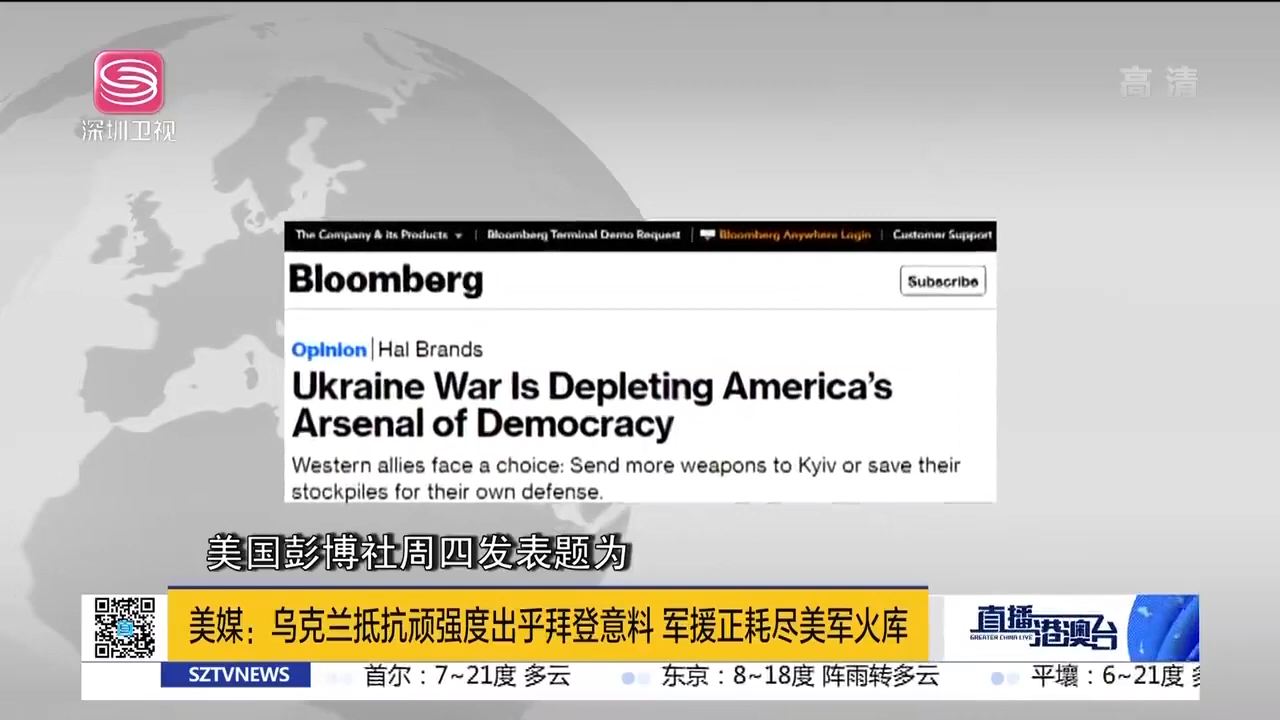 深圳卫视
高清
The Company & its Products
Bloomberg Terminal Demo Request
Bloomberg Anywhere Login
Customer Support
Bloomberg
Subscribe
Opinion | Hal Brands
Ukraine War Is Depleting America's
Arsenal of Democracy
Western allies face a choice: Send more weapons to Kyiv or save their
stockpiles for their own defense.
美国彭博社周四发表题为
美媒：乌克兰抵抗顽强度出乎拜登意料 军援正耗尽美军火库
直播港澳台
GREATER CHINA LIVE
SZTVNEWS
首尔：7~21度 多云
东京：8~18度 阵雨转多云
平壤：6~21度